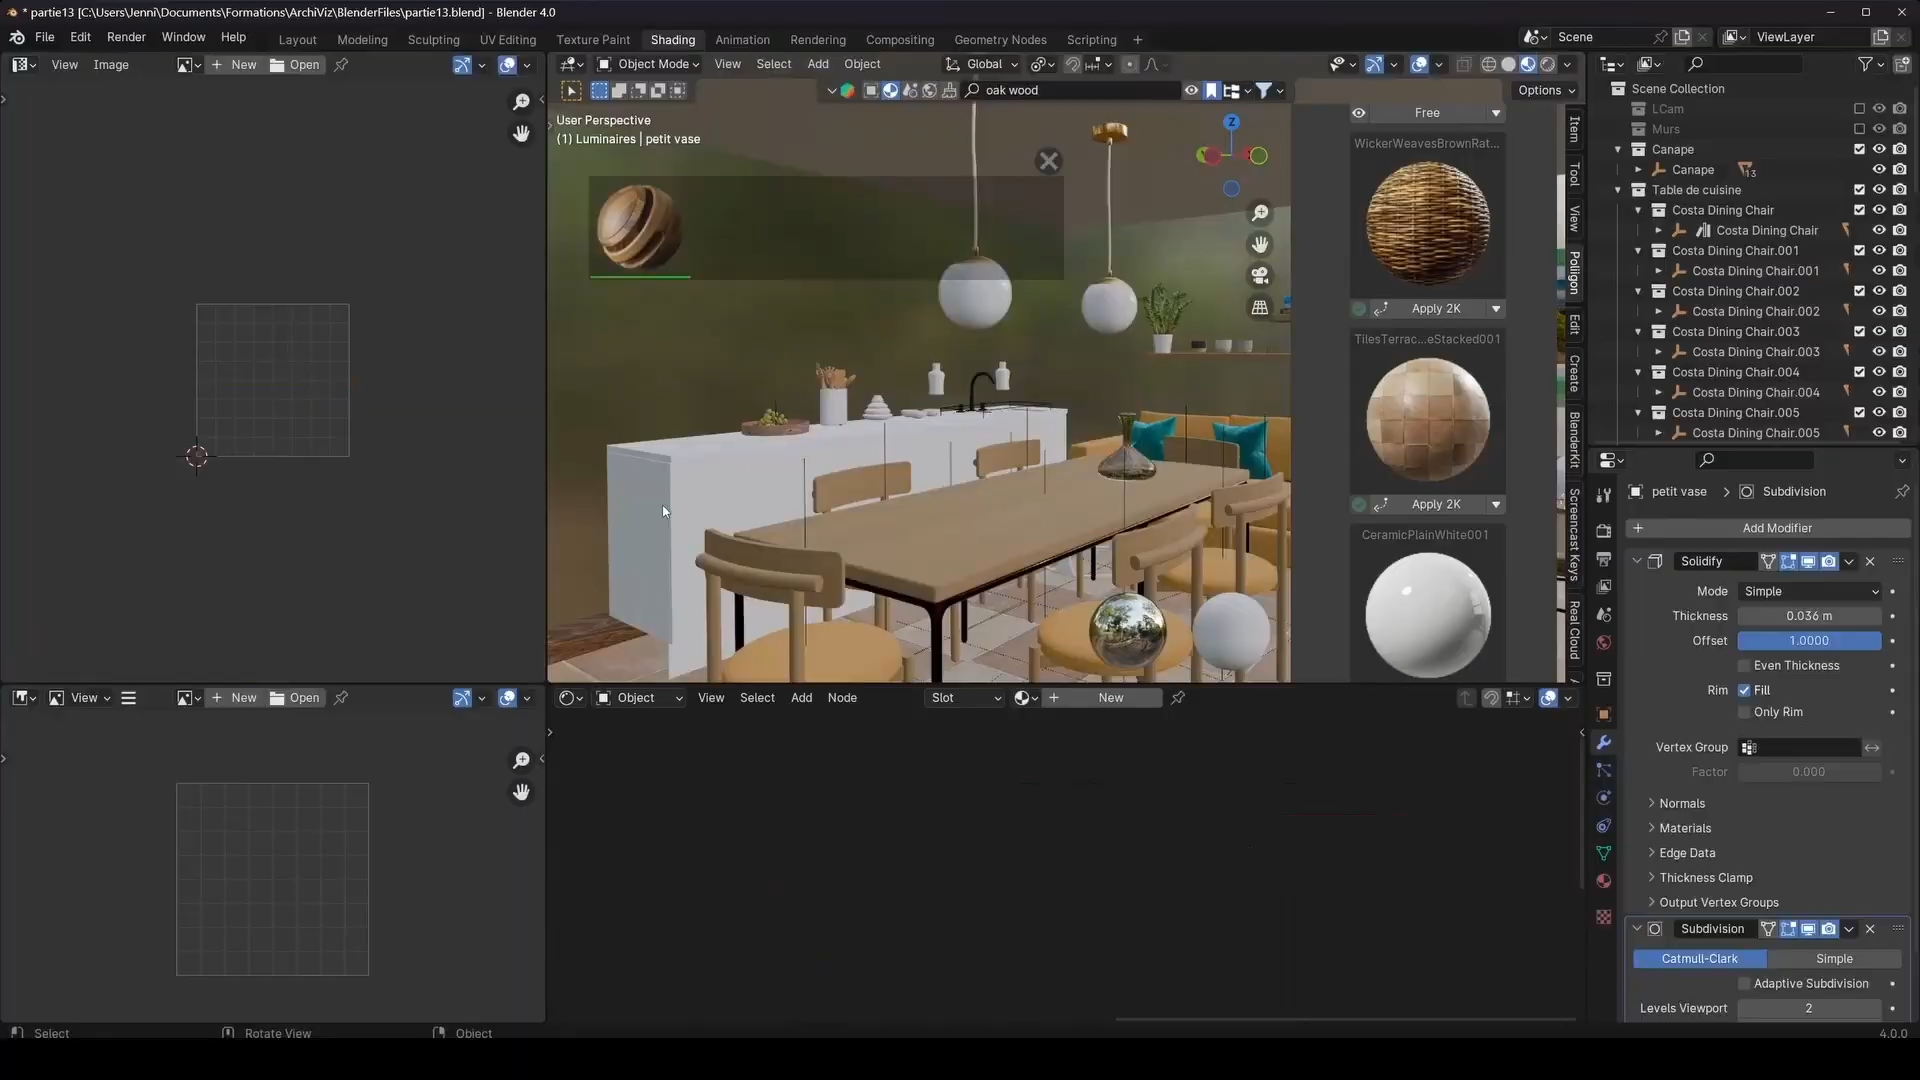 * partie13 [C:\Users\Jenni\Documents\Formations\ArchiViz\BlenderFiles\partie13.blend] - Blender 4.0
File Edit Render Window Help Layout Modeling Sculpting UV Editing Texture Paint Shading Animation Rendering Compositing Geometry Nodes Scripting + Scene ViewLayer
View Image New Open Object Mode View Select Add Object Global
oak wood Options
User Perspective
(1) Luminaires | petit vase
Z
Free
WickerWeavesBrownRat...
Apply 2K
TilesTerrac...eStacked001
Apply 2K
CeramicPlainWhite001
Item
Tool
View
Poliigon
Edit
Create
BlenderKit
Screencast Keys
Real Cloud
Scene Collection
LCam
Murs
Canape
Canape 13
Table de cuisine
Costa Dining Chair
Costa Dining Chair
Costa Dining Chair.001
Costa Dining Chair.001
Costa Dining Chair.002
Costa Dining Chair.002
Costa Dining Chair.003
Costa Dining Chair.003
Costa Dining Chair.004
Costa Dining Chair.004
Costa Dining Chair.005
Costa Dining Chair.005
petit vase > Subdivision
Add Modifier
Solidify
Mode Simple
Thickness 0.036 m
Offset 1.0000
Even Thickness
Rim Fill
Only Rim
Vertex Group
Factor 0.000
Normals
Materials
Edge Data
Thickness Clamp
Output Vertex Groups
Subdivision
Catmull-Clark Simple
Adaptive Subdivision
Levels Viewport 2
View New Open Object View Select Add Node Slot New
Select Rotate View Object 4.0.0